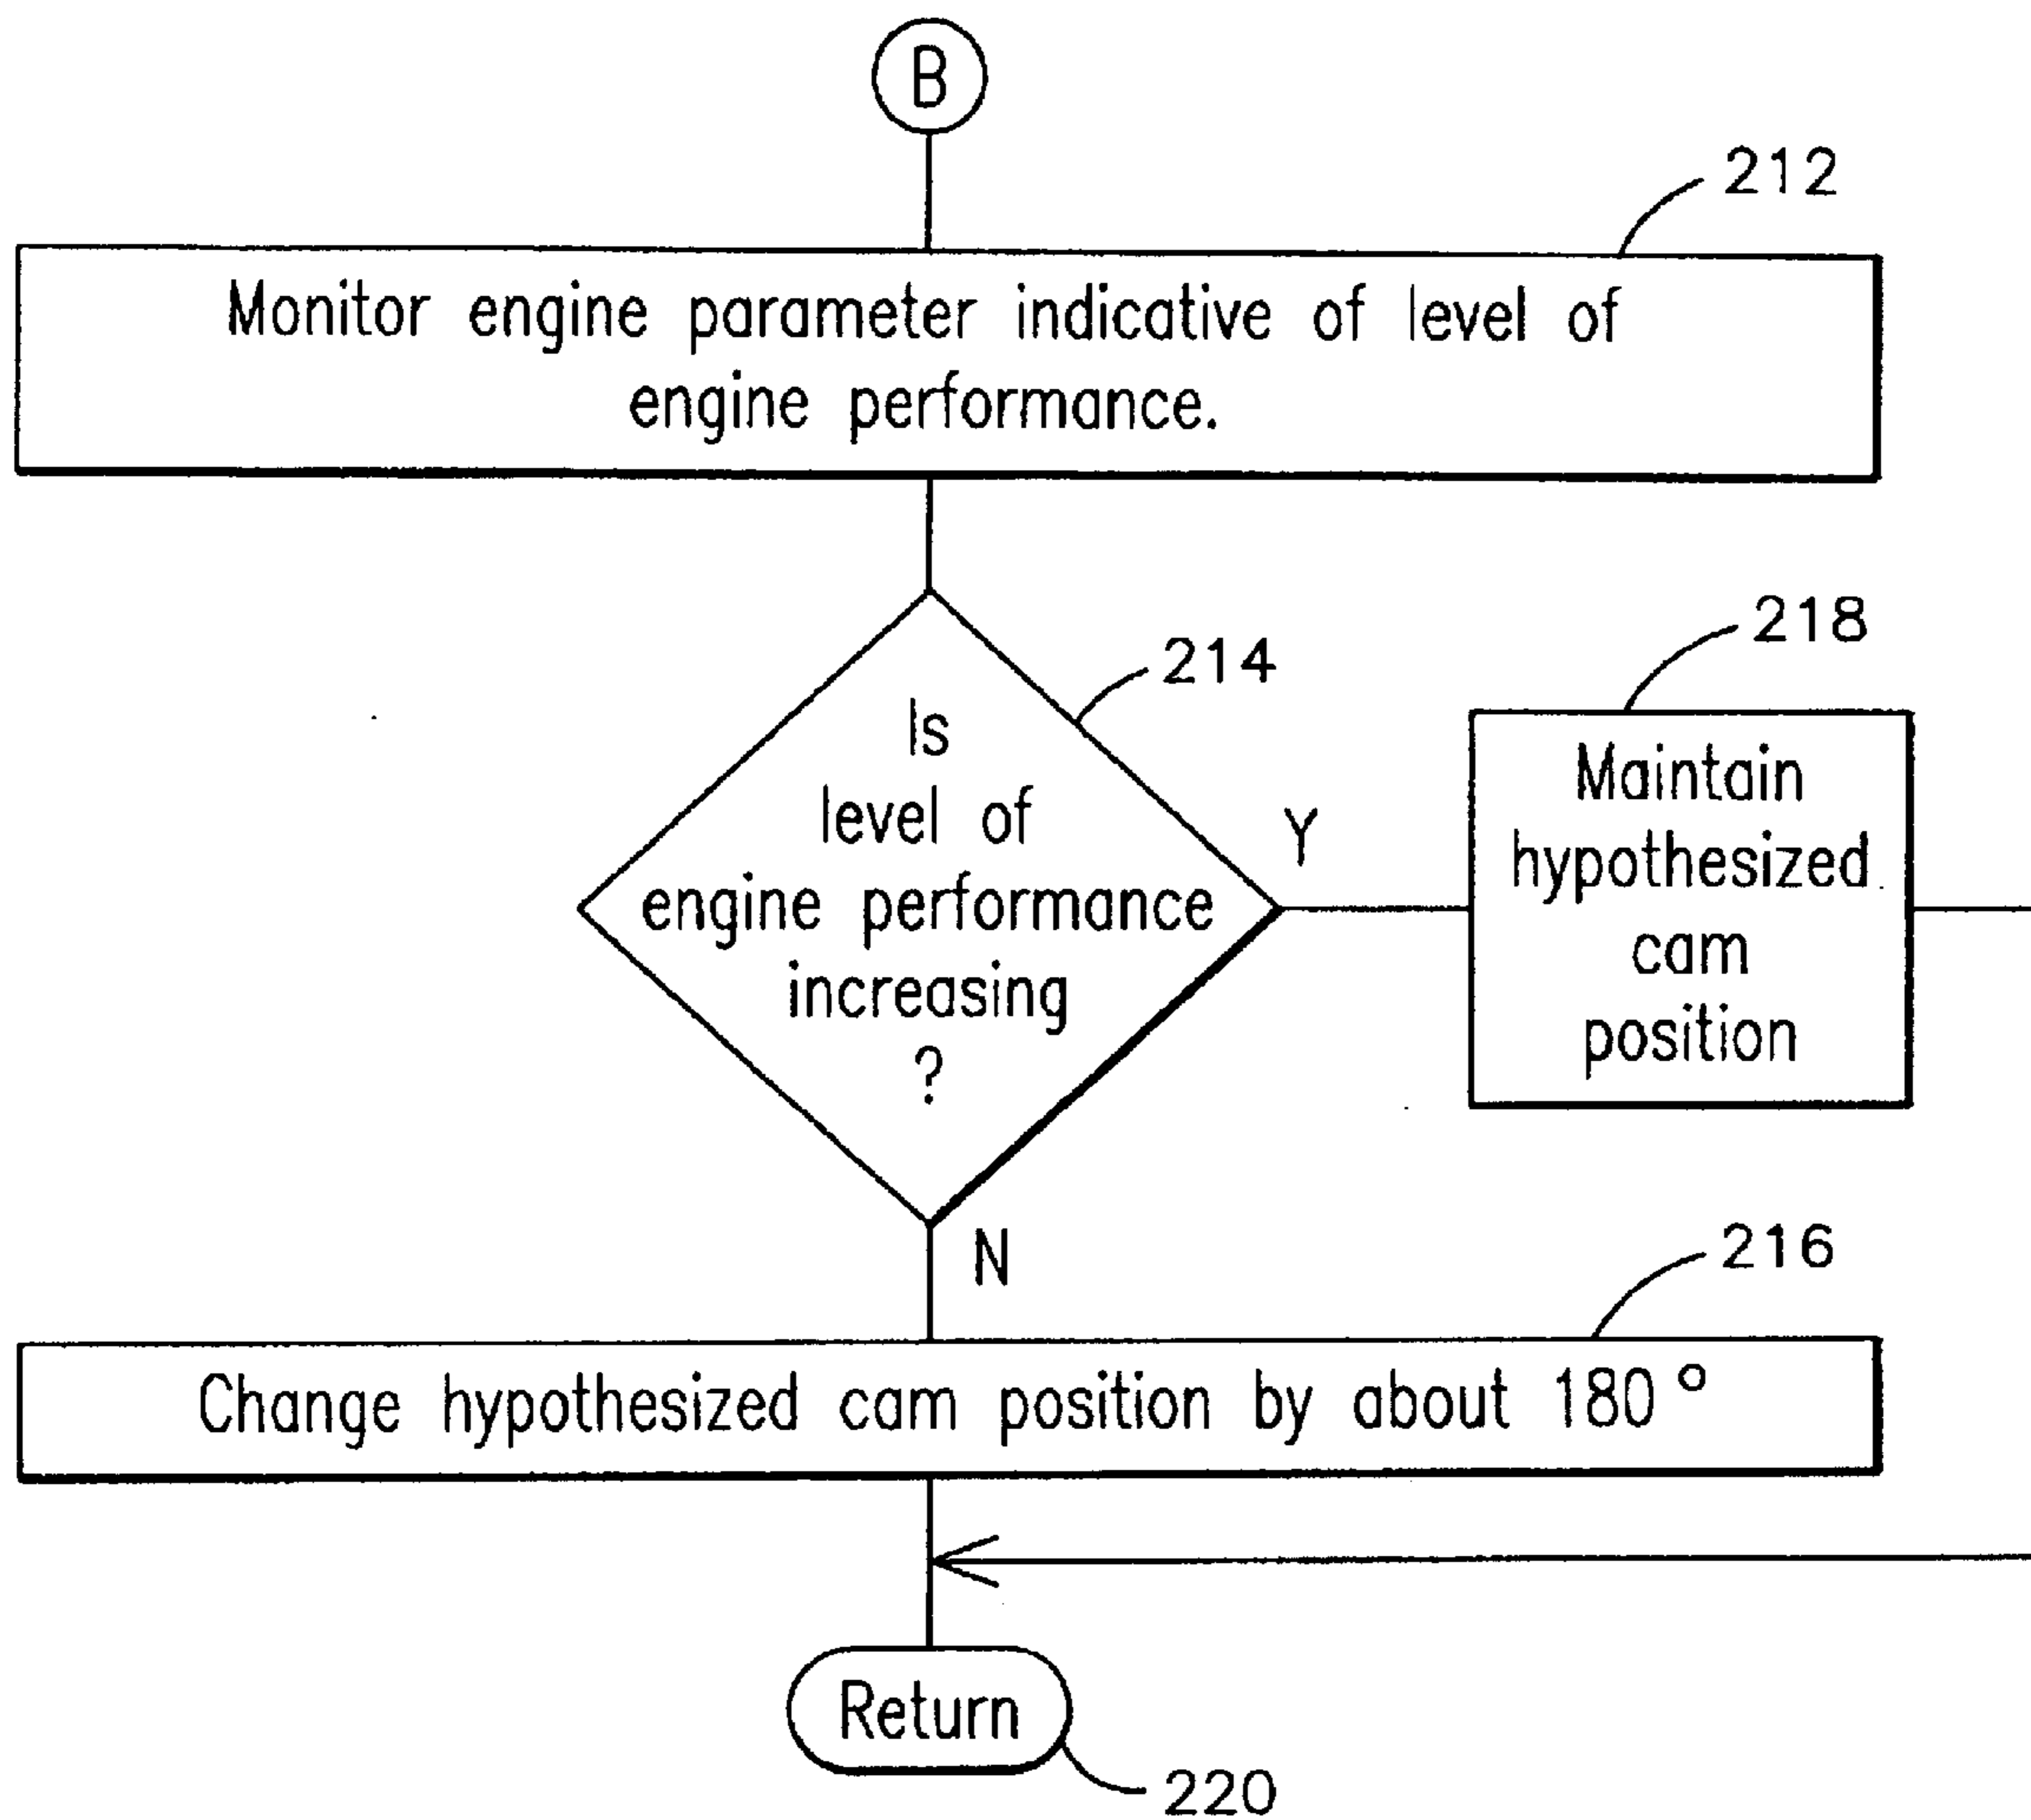 B
212
Monitor engine parameter indicative of level of
engine performance.
214
218
Is
level of
engine performance
increasing
?
Y
Maintain
hypothesized
cam
position
N
216
Change hypothesized cam position by about 180°
Return
220